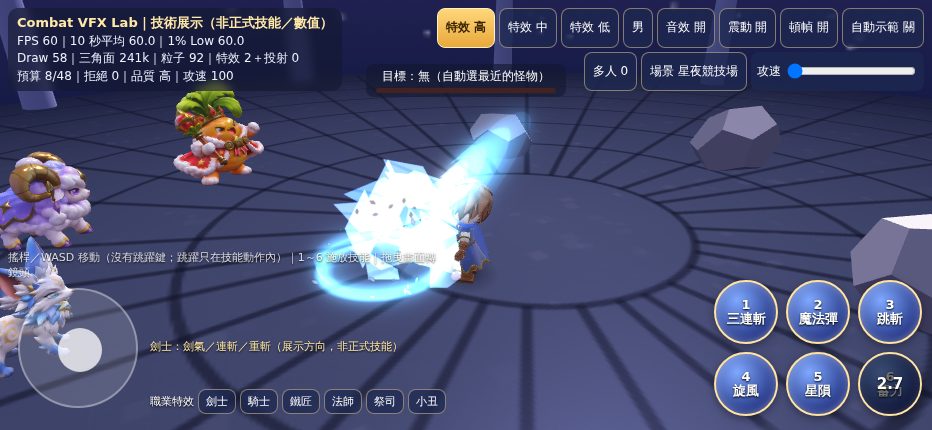 Combat VFX Lab｜技術展示（非正式技能／數值）
FPS 60｜10 秒平均 60.0｜1% Low 60.0
Draw 58｜三角面 241k｜粒子 92｜特效 2＋投射 0
預算 8/48｜拒絕 0｜品質 高｜攻速 100
特效 高
特效 中
特效 低
男
音效 開
震動 開
頓幀 開
自動示範 關
多人 0
場景 星夜競技場
攻速
目標：無（自動選最近的怪物）
搖桿／WASD 移動（沒有跳躍鍵；跳躍只在技能動作內）｜1～6 施放技能｜拖曳畫面轉
鏡頭
劍士：劍氣／連斬／重斬（展示方向，非正式技能）
職業特效
劍士
騎士
鐵匠
法師
祭司
小丑
1
三連斬
2
魔法彈
3
跳斬
4
旋風
5
星隕
6
2.7